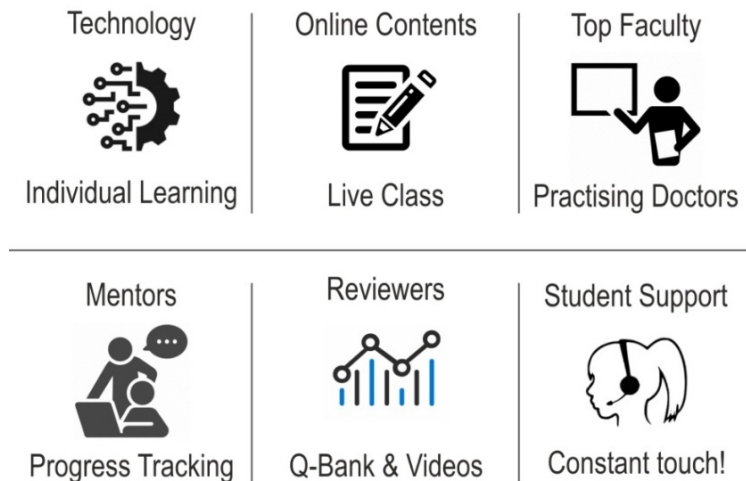 Technology
Online Contents
Top Faculty
Individual Learning
Live Class
Practising Doctors
Mentors
Reviewers
Student Support
Progress Tracking
Q-Bank & Videos
Constant touch!